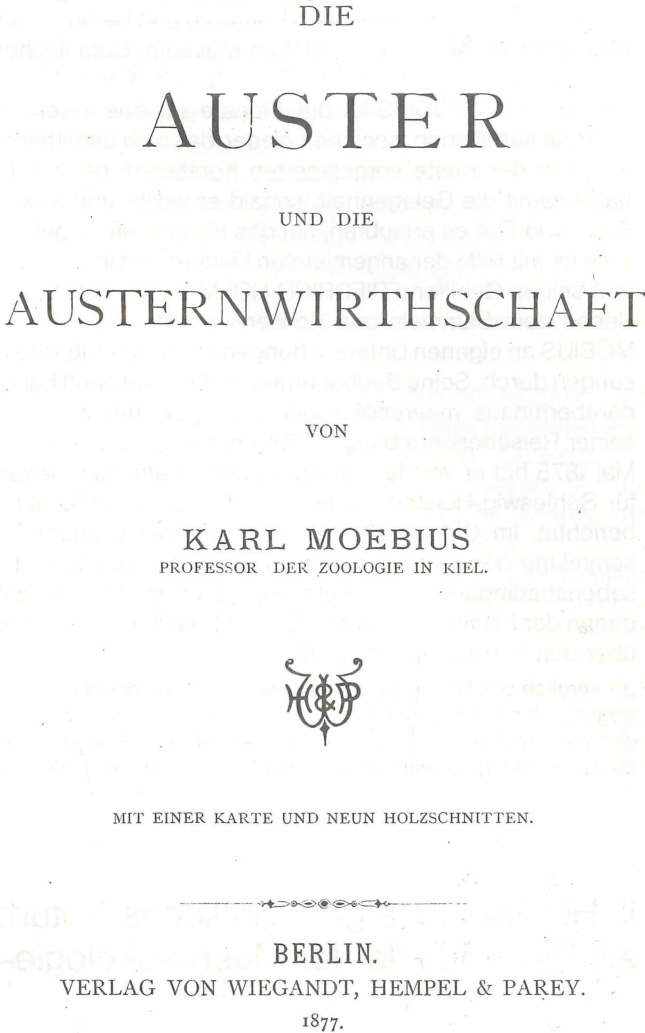 DIE
AUSTER
UND DIE
AUSTERNWIRTHSCHAFT
VON
KARL MOEBIUS
PROFESSOR DER ZOOLOGIE IN KIEL.
H&P
MIT EINER KARTE UND NEUN HOLZSCHNITTEN.
BERLIN.
VERLAG VON WIEGANDT, HEMPEL & PAREY.
1877.